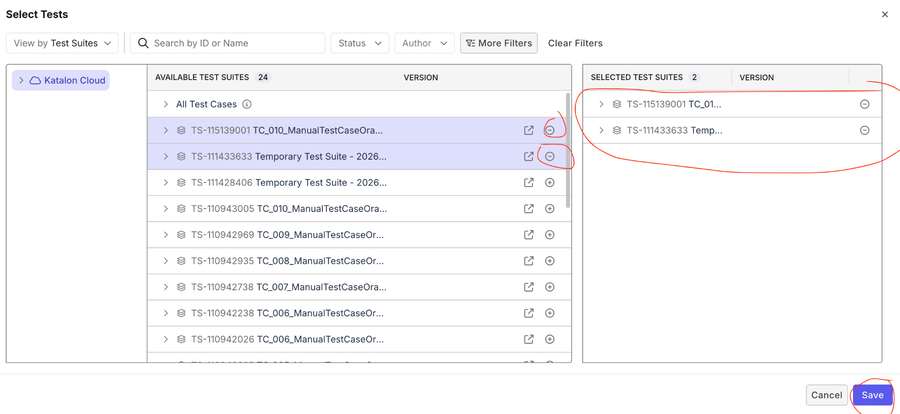 Select Tests
View by Test Suites
Search by ID or Name
Status
Author
More Filters
Clear Filters
Katalon Cloud
AVAILABLE TEST SUITES 24 VERSION
All Test Cases
TS-115139001 TC_010_ManualTestCaseOra...
TS-111433633 Temporary Test Suite - 2026...
TS-111428406 Temporary Test Suite - 2026...
TS-110943005 TC_010_ManualTestCaseOra...
TS-110942969 TC_009_ManualTestCaseOr...
TS-110942935 TC_008_ManualTestCaseOr...
TS-110942738 TC_007_ManualTestCaseOr...
TS-110942238 TC_006_ManualTestCaseOr...
TS-110942026 TC_006_ManualTestCaseOr...
SELECTED TEST SUITES 2 VERSION
TS-115139001 TC_01...
TS-111433633 Temp...
Cancel
Save